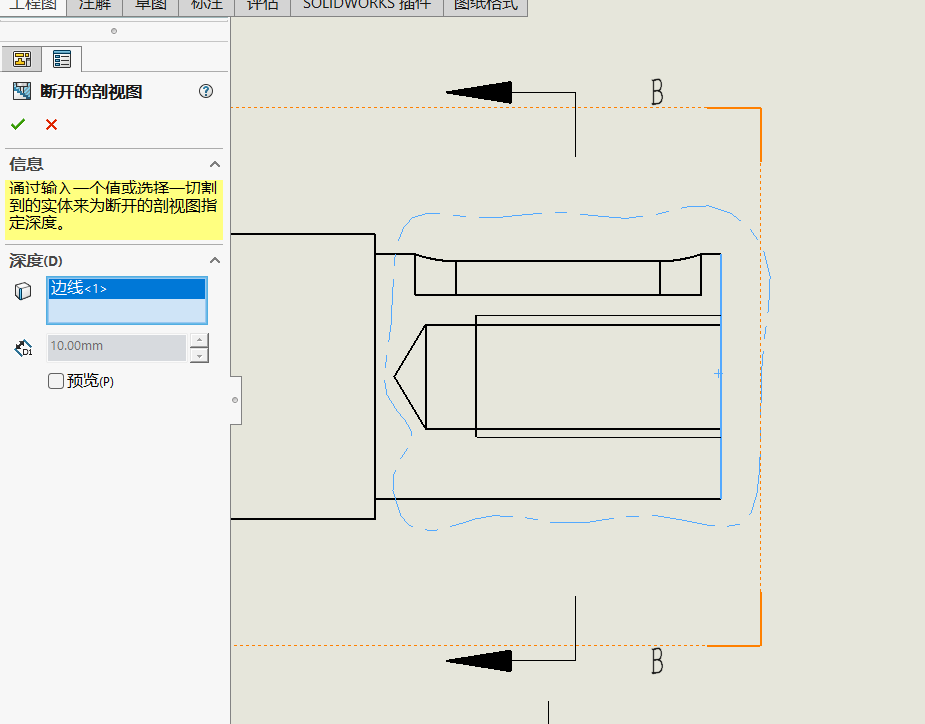 工程图 注解 草图 标注 评估 SOLIDWORKS 插件 图纸格式
断开的剖视图
信息
通过输入一个值或选择一切割
到的实体来为断开的剖视图指
定深度。
深度(D)
边线<1>
D1 10.00mm
预览(P)
B
B